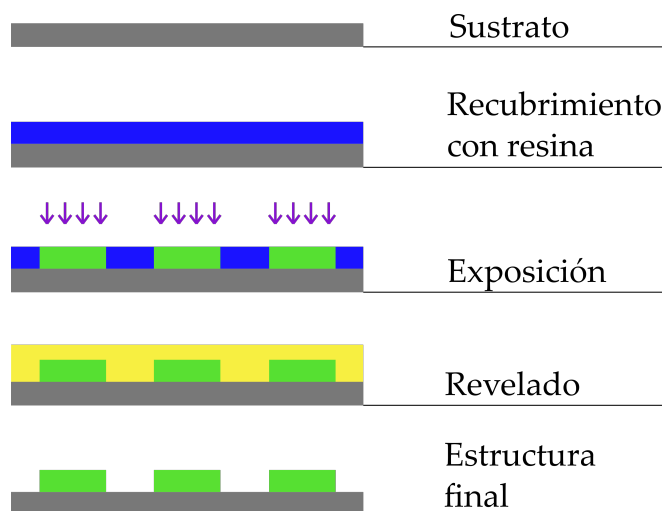 Sustrato
Recubrimiento
con resina
Exposición
Revelado
Estructura
final